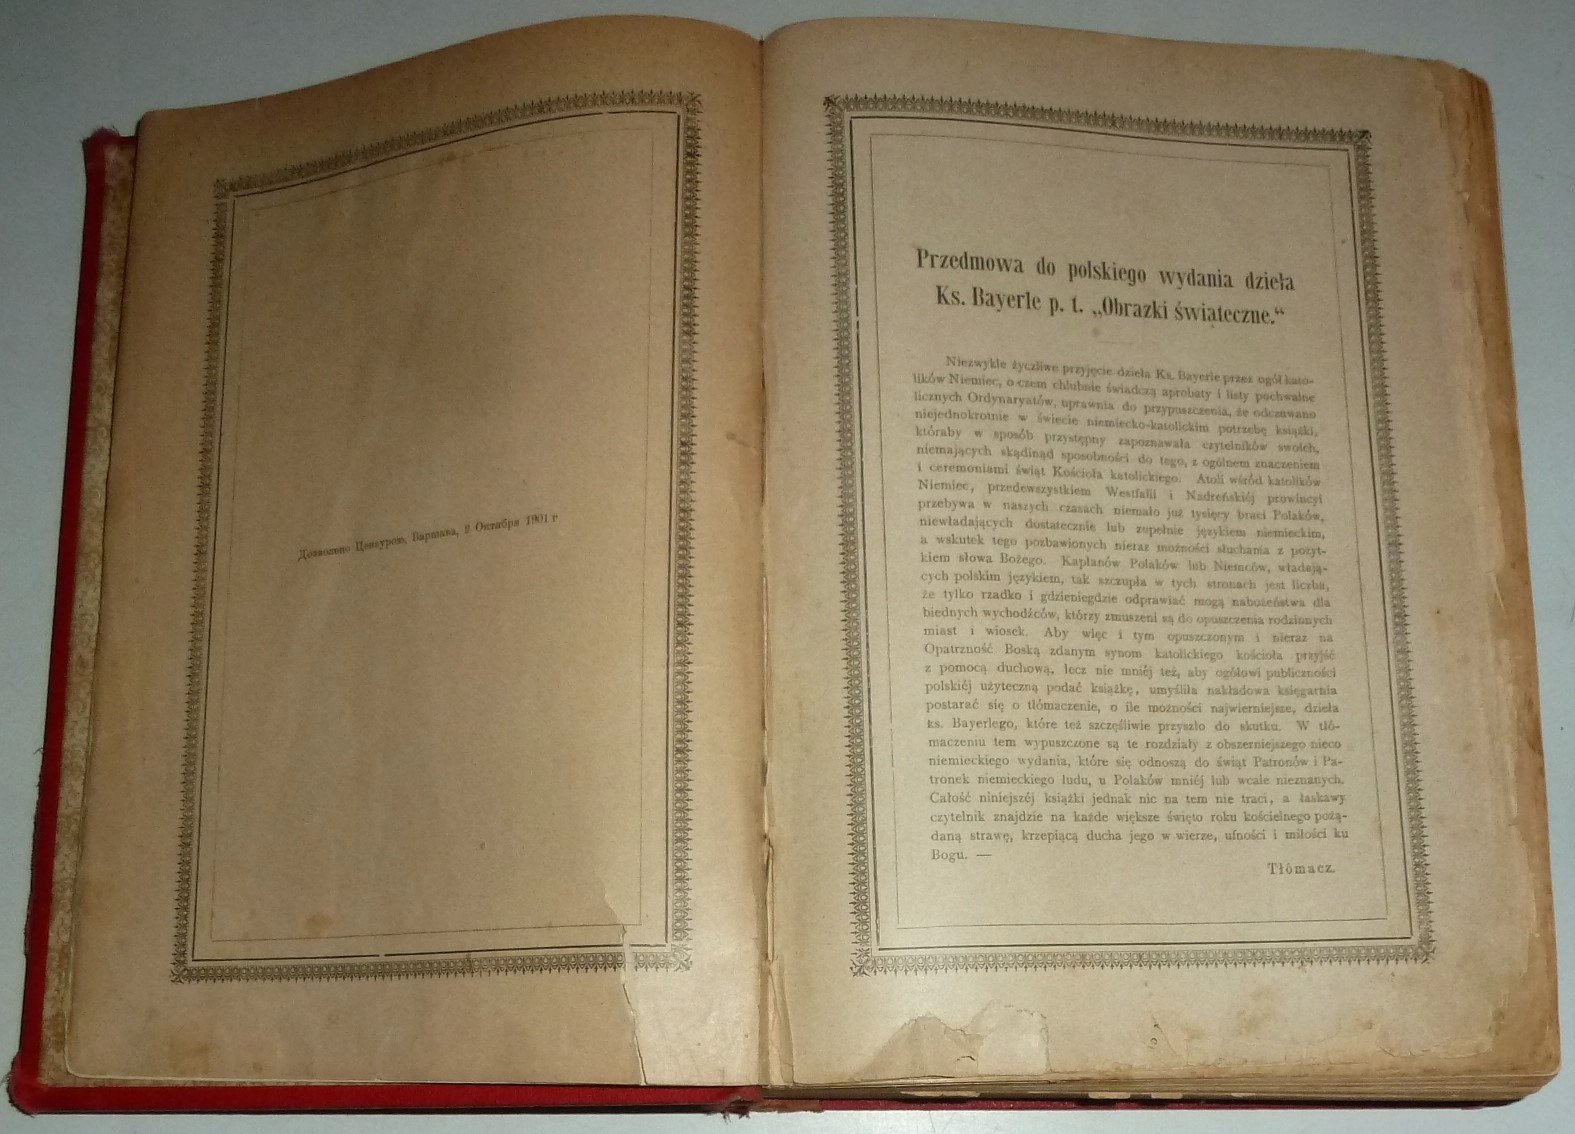 Дозволено Цензурою, Варшава, 2 Октабря 1901 г
Przedmowa do polskiego wydania dzieła
Ks. Bayerle p. t. „Obrazki świąteczne.“
Niezwykle życzliwe przyjęcie dzieła Ks. Bayerle przez ogół kato-
lików Niemiec, o czem chlubnie świadczą aprobaty i listy pochwalne
licznych Ordynaryatów, uprawnia do przypuszczenia, że odczuwano
niejednokrotnie w świecie niemiecko-katolickim potrzebę książki,
któraby w sposób przystępny zapoznawała czytelników swoich,
niemających skądinąd sposobności do tego, z ogólnem znaczeniem
i ceremoniami świąt Kościoła katolickiego. Atoli wśród katolików
Niemiec, przedewszystkiem Westfalii i Nadreńskiéj prowincyi
przebywa w naszych czasach niemało już tysięcy braci Polaków,
niewładających dostatecznie lub zupełnie językiem niemieckim,
a wskutek tego pozbawionych nieraz możności słuchania z pożyt-
kiem słowa Bożego. Kapłanów Polaków lub Niemców, władają-
cych polskim językiem, tak szczupła w tych stronach jest liczba,
że tylko rzadko i gdzieniegdzie odprawiać mogą nabożeństwa dla
biednych wychodźców, którzy zmuszeni są do opuszczenia rodzinnych
miast i wiosek. Aby więc i tym opuszczonym i nieraz na
Opatrzność Boską zdanym synom katolickiego kościoła przyjść
z pomocą duchową, lecz nie mniéj też, aby ogółowi publiczności
polskiéj użyteczną podać książkę, umyśliła nakładowa księgarnia
postarać się o tłómaczenie, o ile możności najwierniejsze, dzieła
ks. Bayerlego, które też szczęśliwie przyszło do skutku. W tłó-
maczeniu tem wypuszczone są te rozdziały z obszerniejszego nieco
niemieckiego wydania, które się odnoszą do świąt Patronów i Pa-
tronek niemieckiego ludu, u Polaków mniéj lub wcale nieznanych.
Całość niniejszéj książki jednak nic na tem nie traci, a łaskawy
czytelnik znajdzie na każde większe święto roku kościelnego pożą-
daną strawę, krzepiącą ducha jego w wierze, ufności i miłości ku
Bogu. —
Tłómacz.